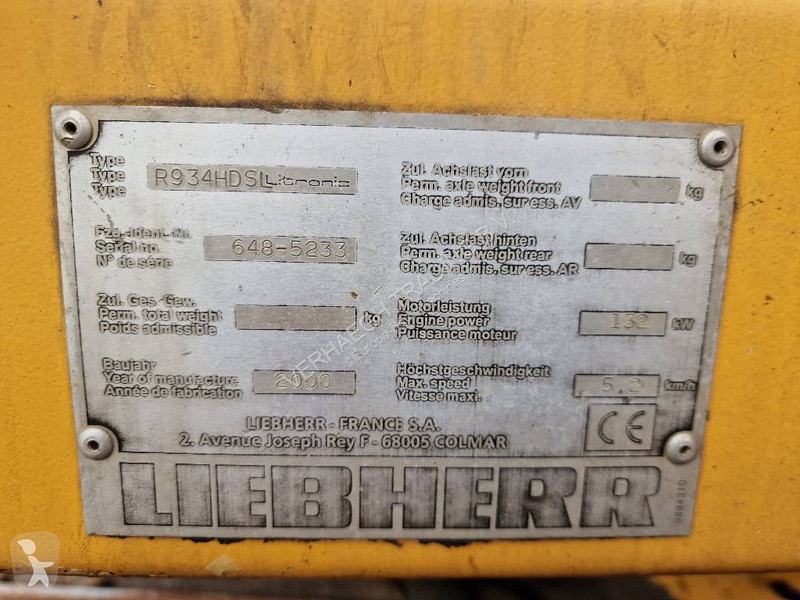 Type
Type
Type
R934HDSL Litronic
Fzg.-Ident.-Nr.
Serial no.
N° de série
648-5233
Zul. Ges.-Gew.
Perm. total weight
Poids admissible
kg
Baujahr
Year of manufacture
Année de fabrication
2000
Zul. Achslast vorn
Perm. axle weight front
Charge admis. sur ess. AV
kg
Zul. Achslast hinten
Perm. axle weight rear
Charge admis. sur ess. AR
kg
Motorleistung
Engine power
Puissance moteur
132 kW
Höchstgeschwindigkeit
Max. speed
Vitesse maxi.
5.2 km/h
LIEBHERR - FRANCE S.A.
2. Avenue Joseph Rey F - 68005 COLMAR
CE
LIEBHERR